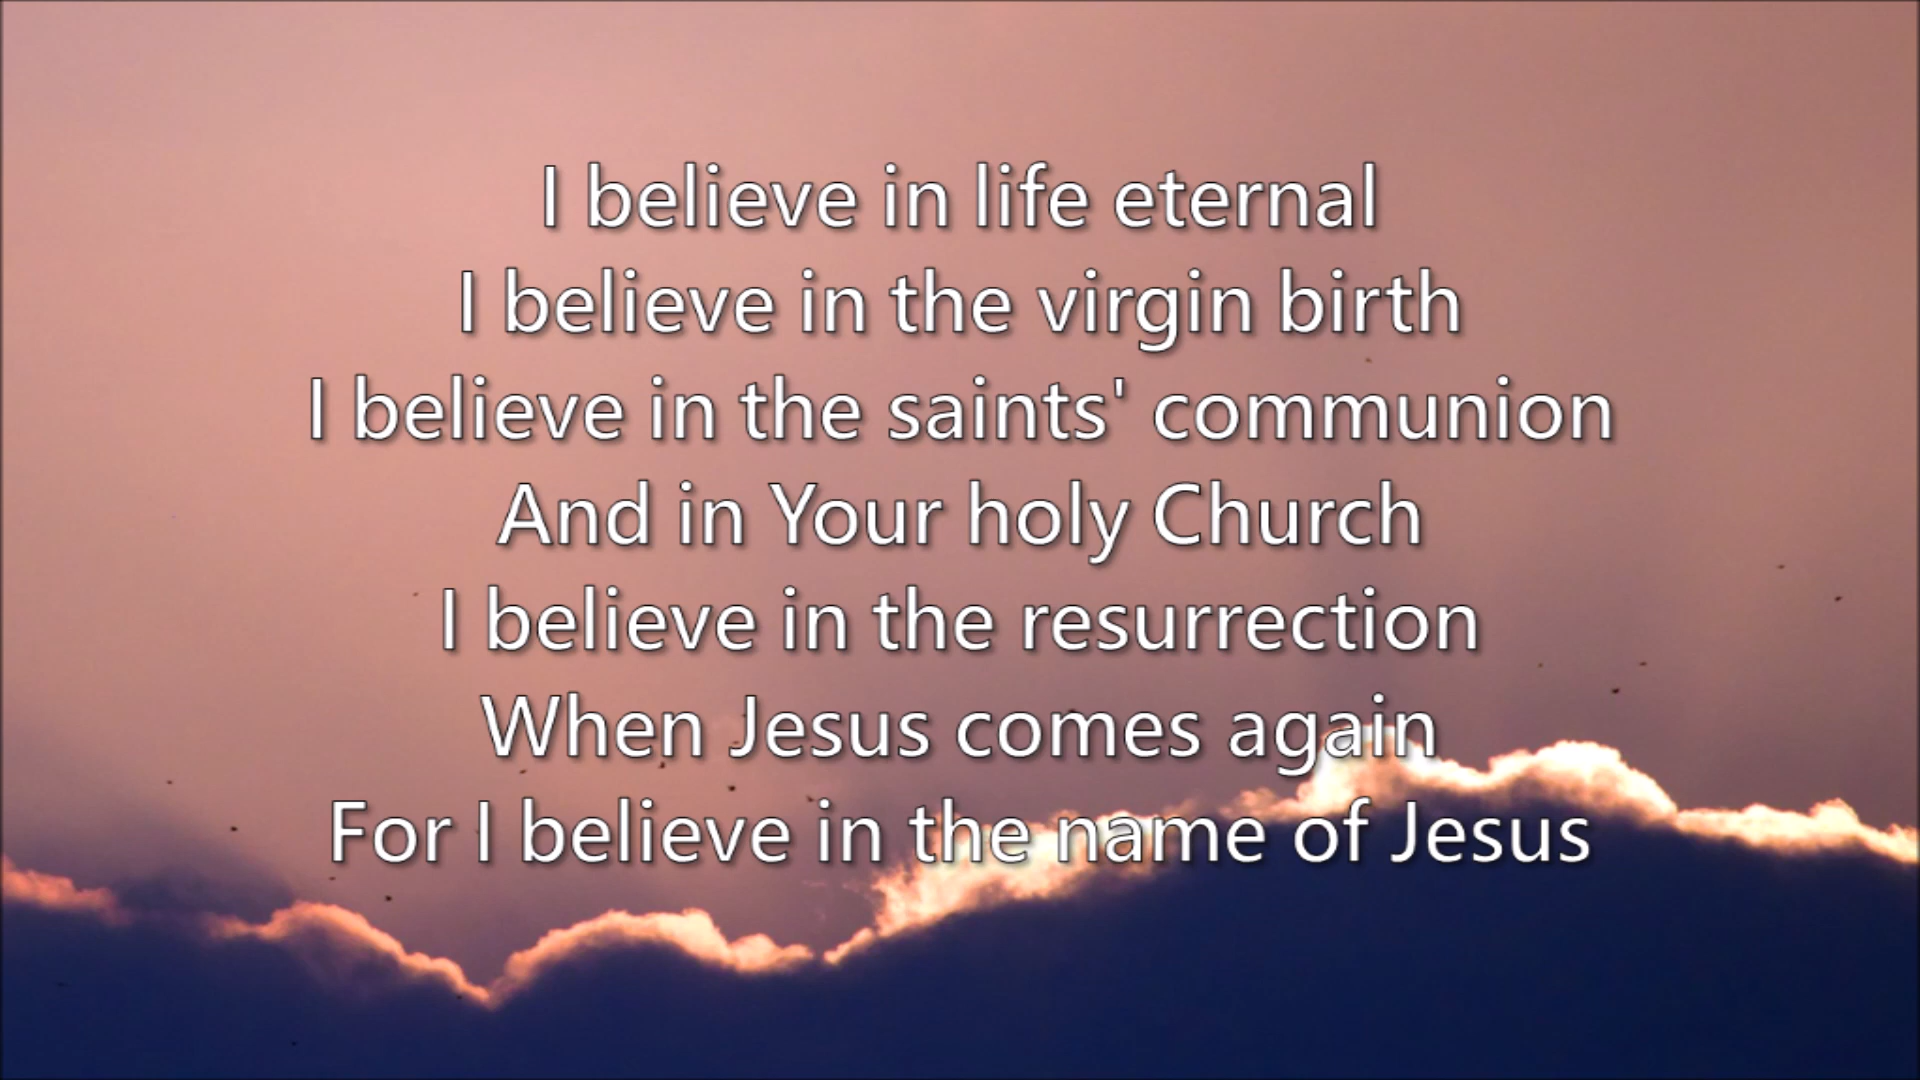 I believe in life eternal
I believe in the virgin birth
I believe in the saints' communion
And in Your holy Church
I believe in the resurrection
When Jesus comes again
For I believe in the name of Jesus